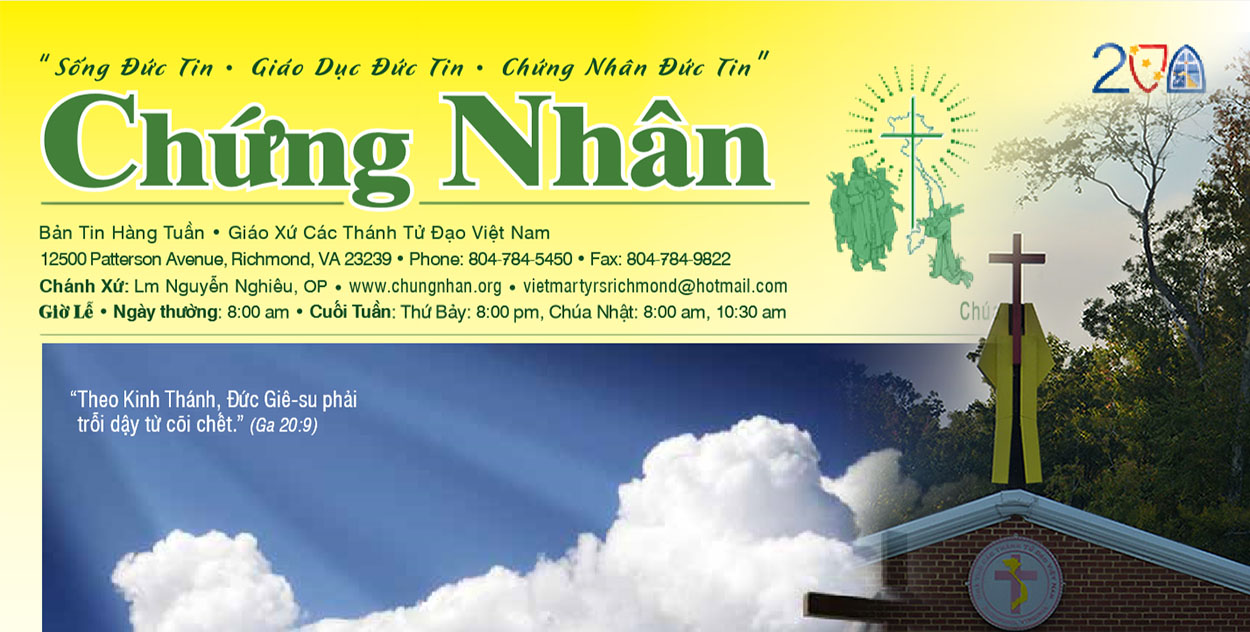 “Sống Đức Tin • Giáo Dục Đức Tin • Chứng Nhân Đức Tin”
Chứng Nhân
Bản Tin Hàng Tuần • Giáo Xứ Các Thánh Tử Đạo Việt Nam
12500 Patterson Avenue, Richmond, VA 23239 • Phone: 804-784-5450 • Fax: 804-784-9822
Chánh Xứ: Lm Nguyễn Nghiêu, OP • www.chungnhan.org • vietmartyrsrichmond@hotmail.com
Giờ Lễ • Ngày thường: 8:00 am • Cuối Tuần: Thứ Bảy: 8:00 pm, Chúa Nhật: 8:00 am, 10:30 am
Chúa
“Theo Kinh Thánh, Đức Giê-su phải
trỗi dậy từ cõi chết.” (Ga 20:9)